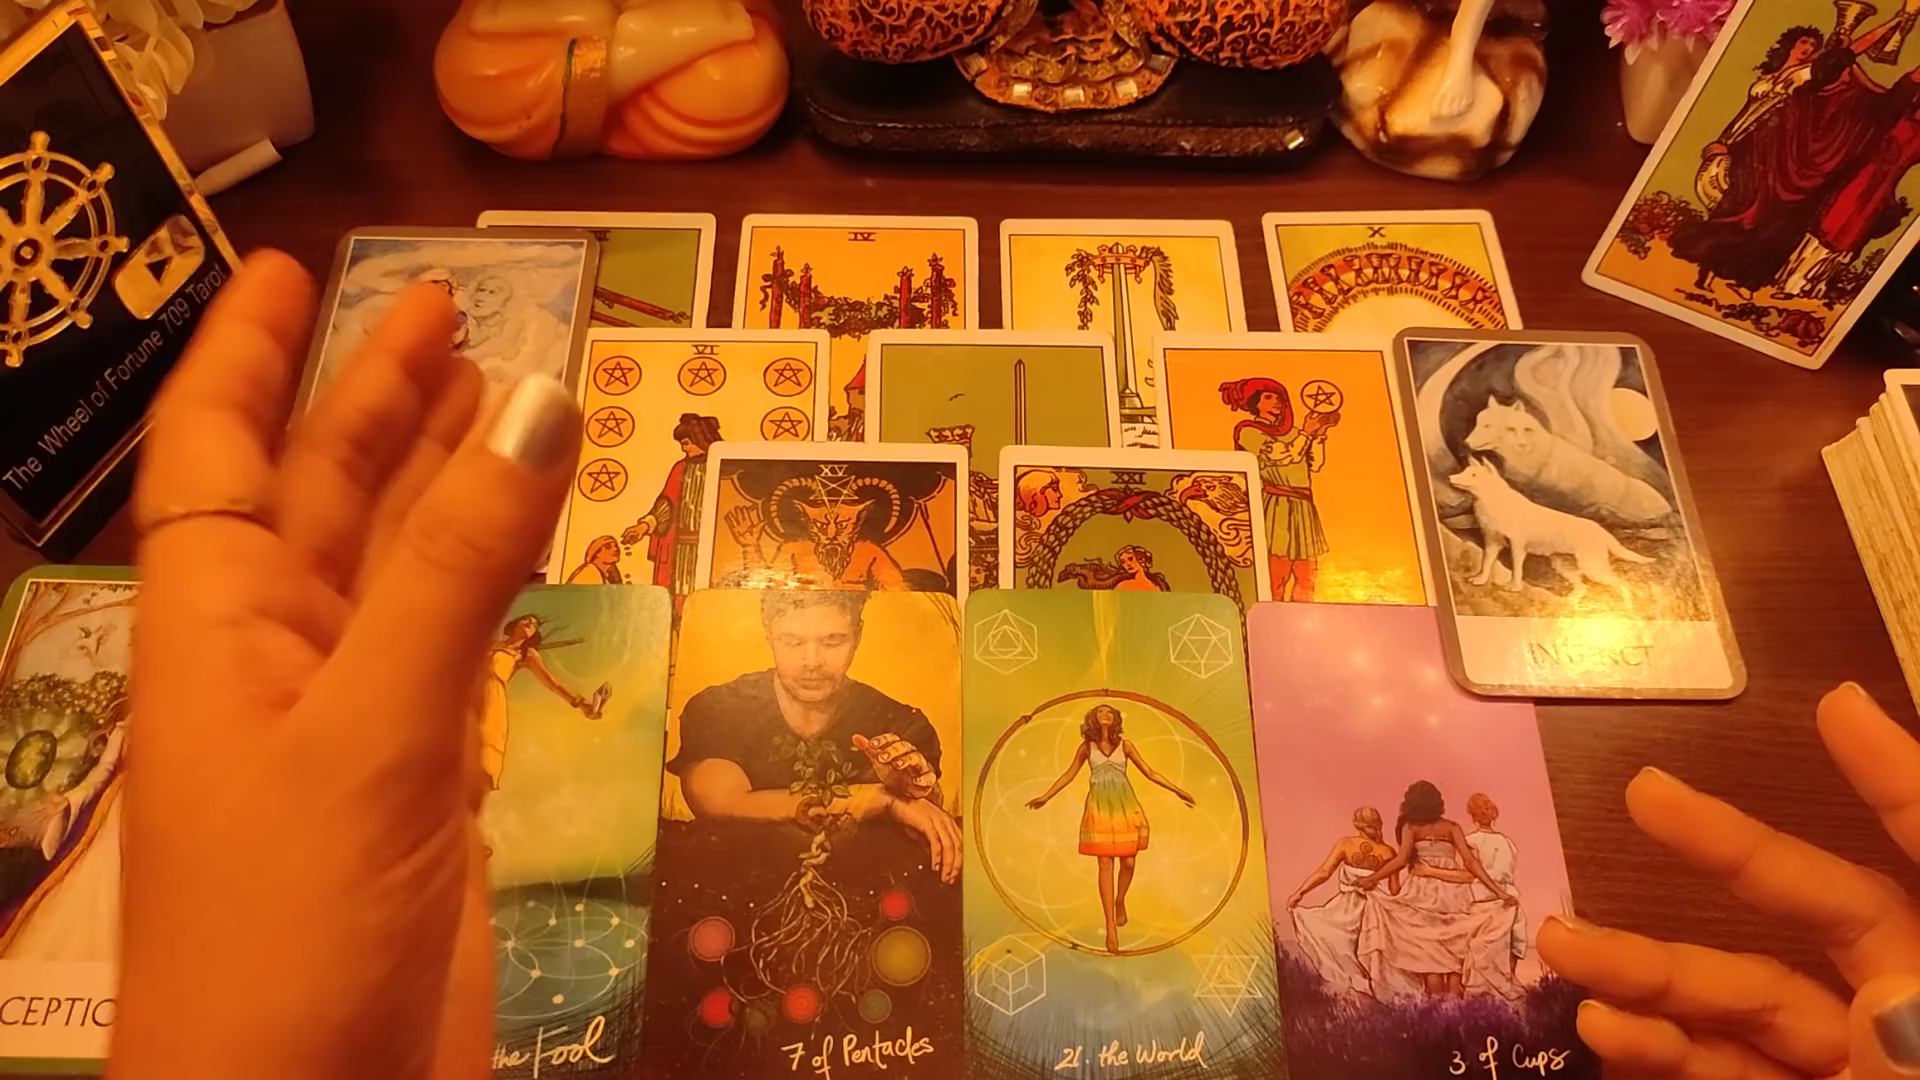 The Wheel of Fortune 709 Tarot
IV
X
VI
XV
XXI
INSTINCT
CEPTIO
the Fool
7 of Pentacles
21. the World
3 of Cups